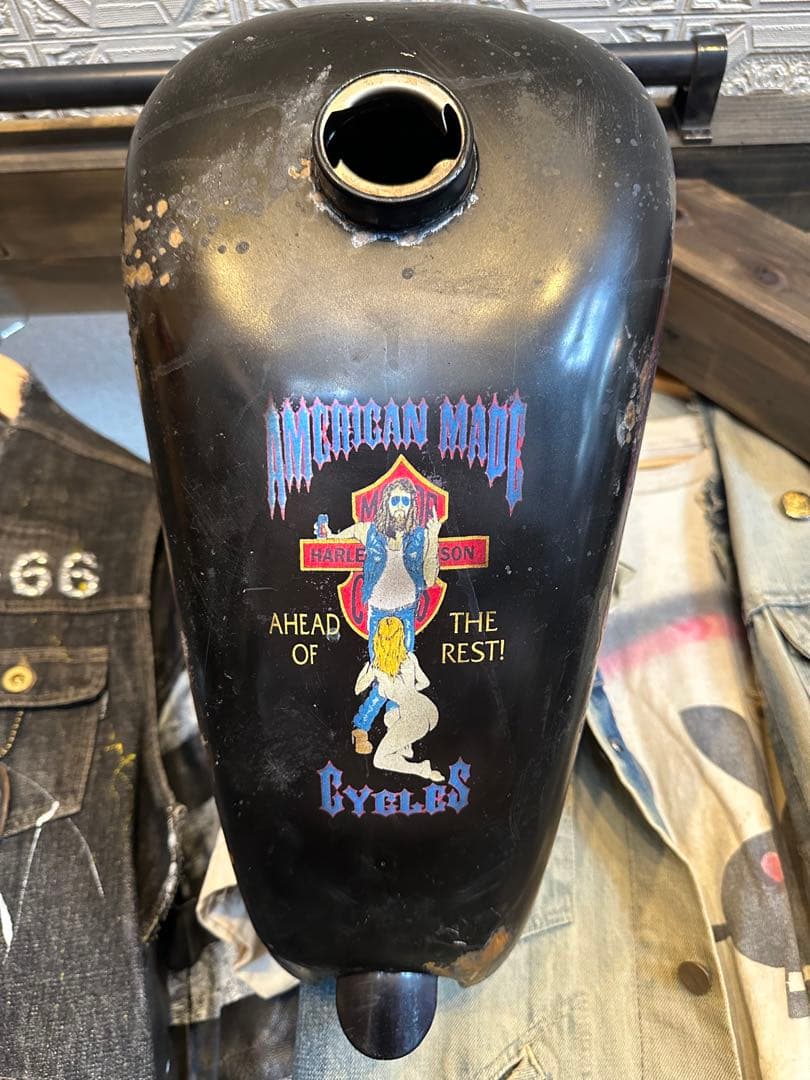 AMERICAN MADE
HARLE SON
AHEAD THE
OF REST!
CYCLES
66